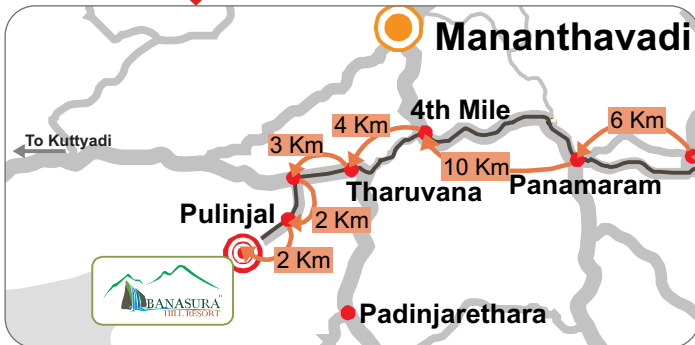 Mananthavadi
4th Mile
6 Km
4 Km
To Kuttyadi
3 Km
10 Km
Panamaram
Tharuvana
Pulinjal
2 Km
2 Km
BANASURA
HILL RESORT
Padinjarethara